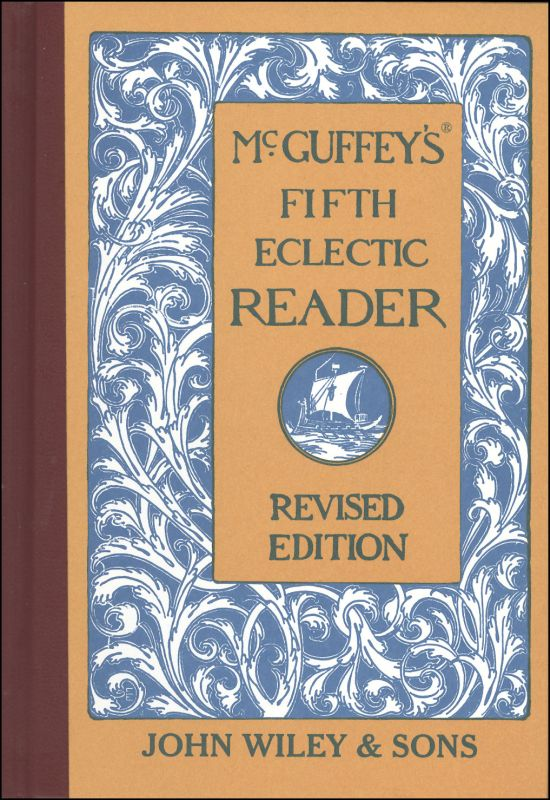 McGUFFEY'S®
FIFTH
ECLECTIC
READER
REVISED
EDITION
JOHN WILEY & SONS